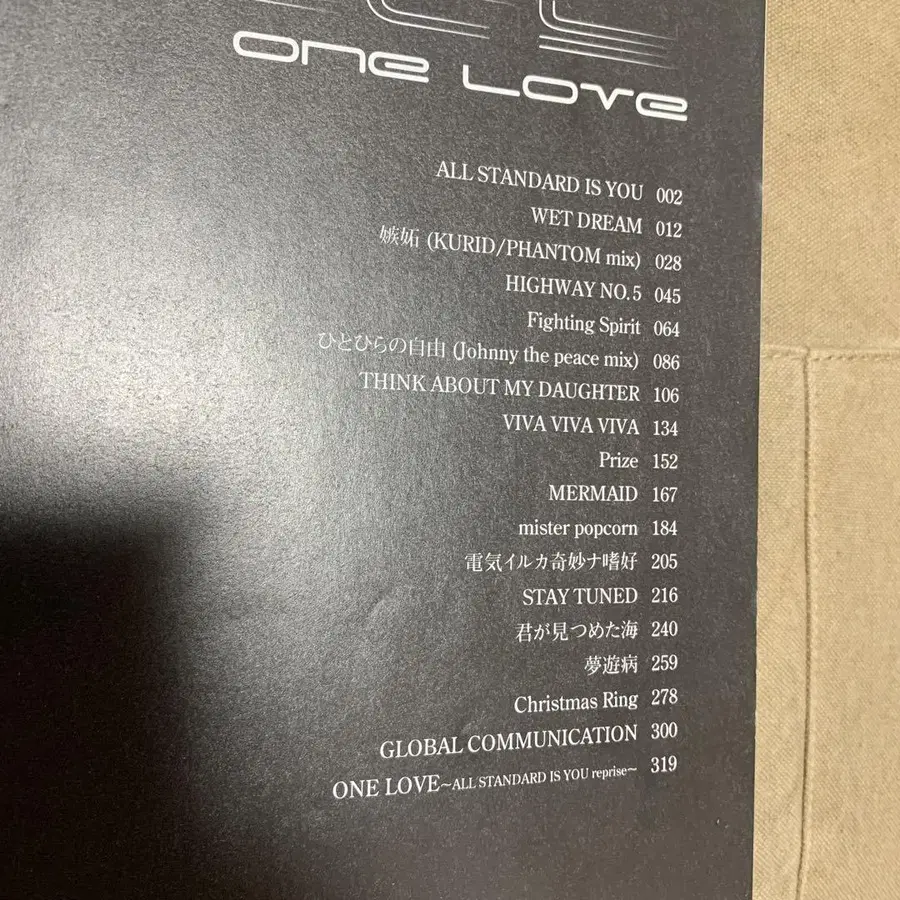 one Love
ALL STANDARD IS YOU 002
WET DREAM 012
嫉妬 (KURID/PHANTOM mix) 028
HIGHWAY NO. 5 045
Fighting Spirit 064
ひとひらの自由 (Johnny the peace mix) 086
THINK ABOUT MY DAUGHTER 106
VIVA VIVA VIVA 134
Prize 152
MERMAID 167
mister popcorn 184
電気イルカ奇妙ナ嗜好 205
STAY TUNED 216
君が見つめた海 240
夢遊病 259
Christmas Ring 278
GLOBAL COMMUNICATION 300
ONE LOVE~ALL STANDARD IS YOU reprise~ 319